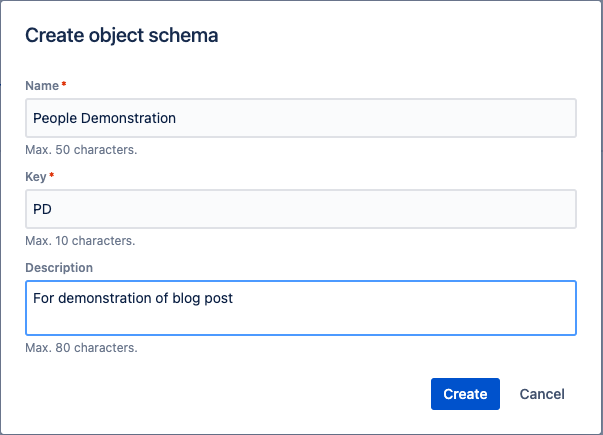 Create object schema
Name*
People Demonstration
Max. 50 characters.
Key*
PD
Max. 10 characters.
Description
For demonstration of blog post
Max. 80 characters.
Create Cancel